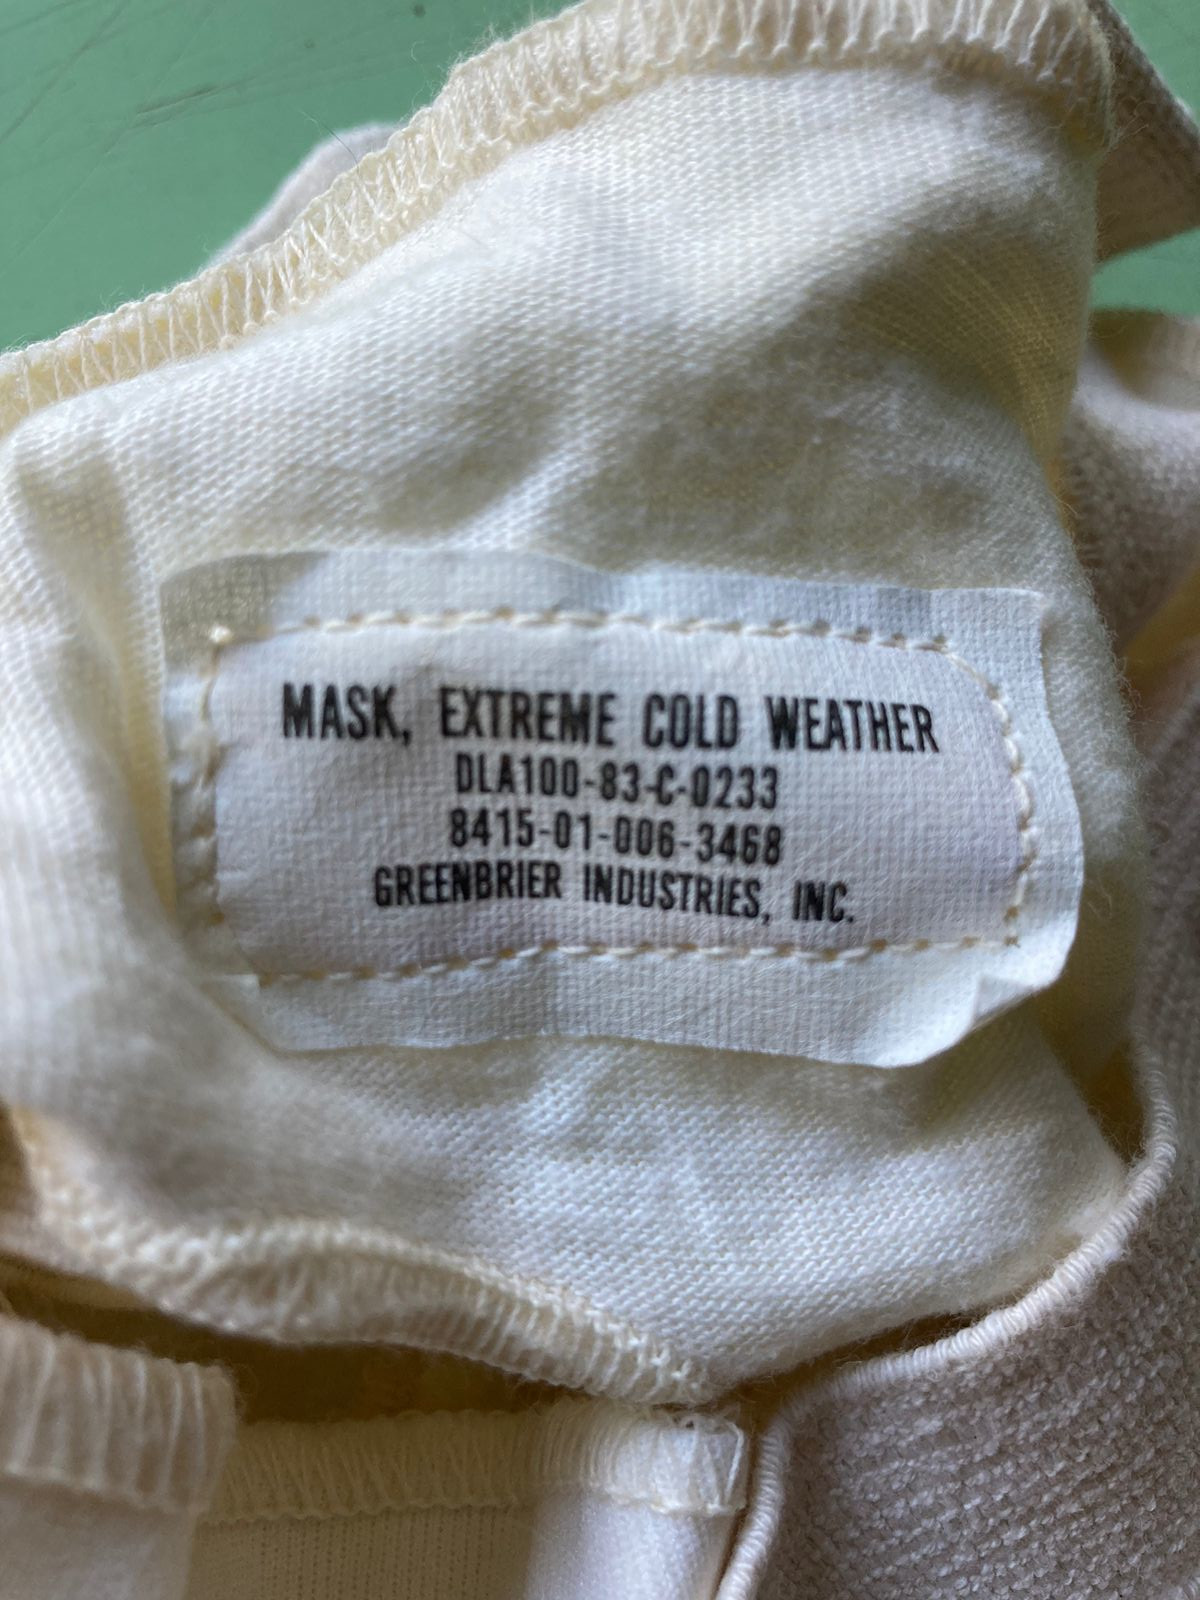 MASK, EXTREME COLD WEATHER
DLA100-83-C-0233
8415-01-006-3468
GREENBRIER INDUSTRIES, INC.